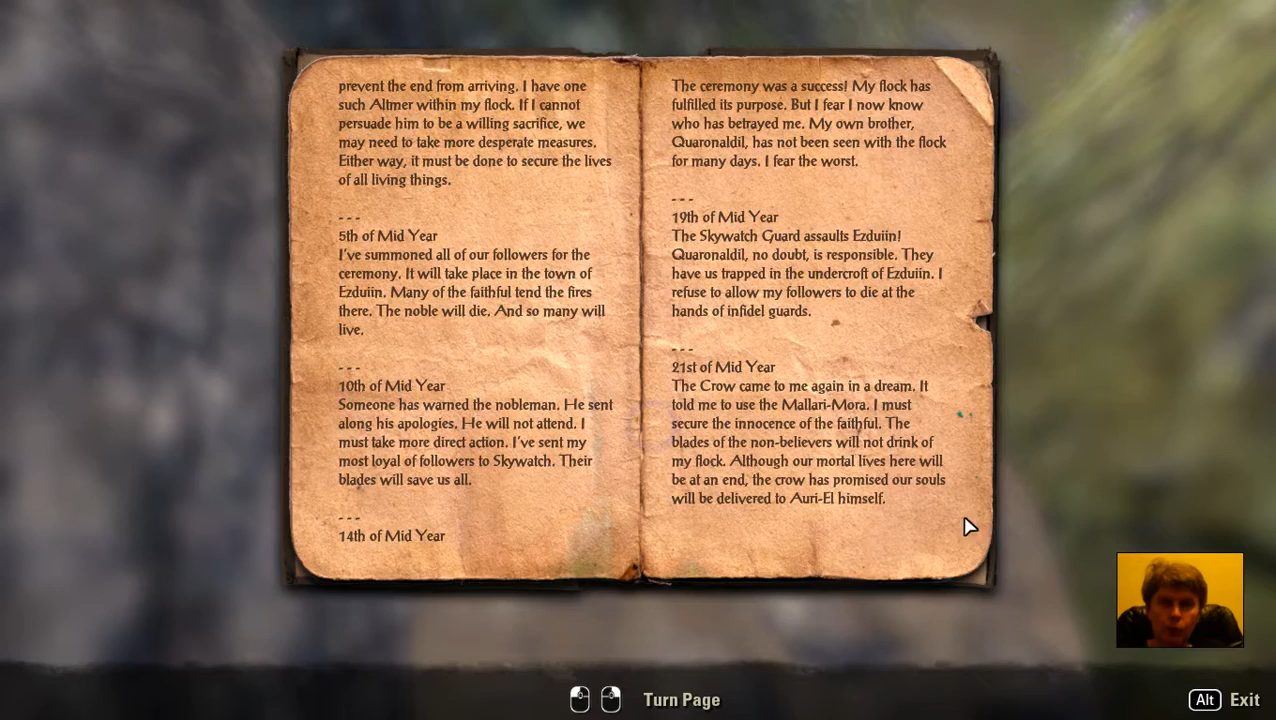 prevent the end from arriving. I have one
such Altmer within my flock. If I cannot
persuade him to be a willing sacrifice, we
may need to take more desperate measures.
Either way, it must be done to secure the lives
of all living things.
- - -
5th of Mid Year
I've summoned all of our followers for the
ceremony. It will take place in the town of
Ezduiin. Many of the faithful tend the fires
there. The noble will die. And so many will
live.
- - -
10th of Mid Year
Someone has warned the nobleman. He sent
along his apologies. He will not attend. I
must take more direct action. I've sent my
most loyal of followers to Skywatch. Their
blades will save us all.
- - -
14th of Mid Year
The ceremony was a success! My flock has
fulfilled its purpose. But I fear I now know
who has betrayed me. My own brother,
Quaronaldil, has not been seen with the flock
for many days. I fear the worst.
- - -
19th of Mid Year
The Skywatch Guard assaults Ezduiin!
Quaronaldil, no doubt, is responsible. They
have us trapped in the undercroft of Ezduiin. I
refuse to allow my followers to die at the
hands of infidel guards.
- - -
21st of Mid Year
The Crow came to me again in a dream. It
told me to use the Mallari-Mora. I must
secure the innocence of the faithful. The
blades of the non-believers will not drink of
my flock. Although our mortal lives here will
be at an end, the crow has promised our souls
will be delivered to Auri-El himself.
Turn Page
Alt Exit